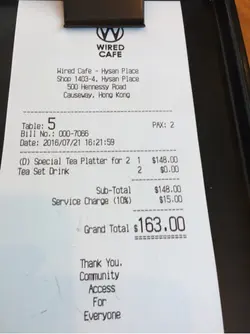 W
WIRED
CAFE
Wired Cafe - Hysan Place
Shop 1403-4, Hysan Place
500 Hennessy Road
Causeway, Hong Kong
Table: 5 PAX: 2
Bill No.: 000-7066
Date: 2016/07/21 16:21:59
(D) Special Tea Platter for 2 1 $148.00
Tea Set Drink 2 $0.00
Sub-Total $148.00
Service Charge (10%) $15.00
Grand Total $163.00
Thank You.
Community
Access
For
Everyone